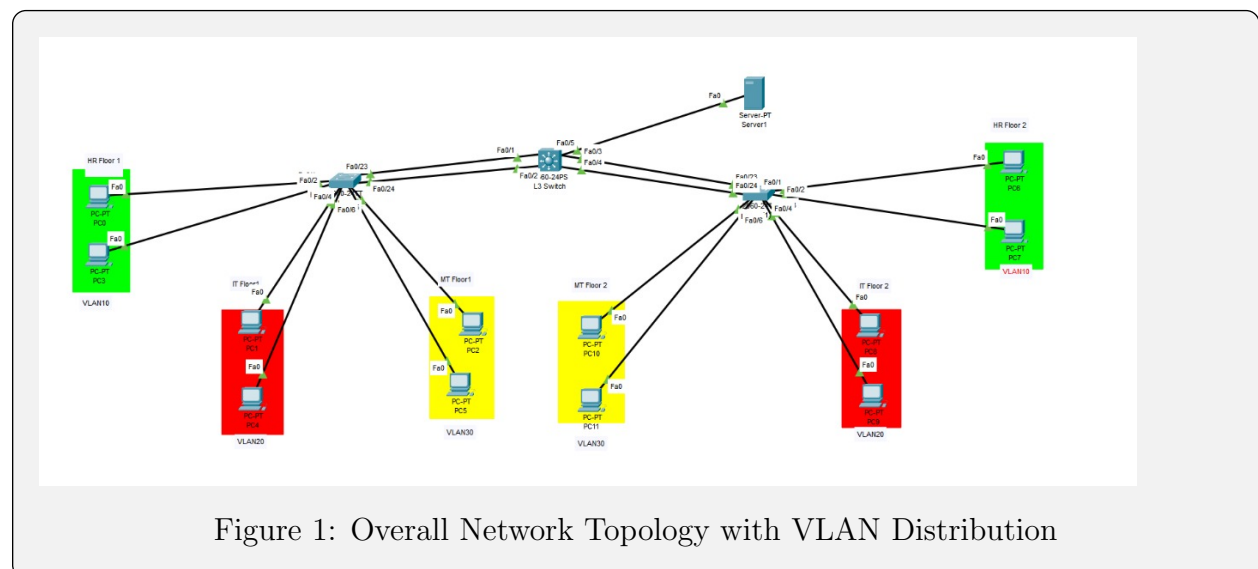 Fa0
Server-PT
Server1
HR Floor 2
HR Floor 1
Fa0/1
Fa0/5
Fa0/3
Fa0/4
Fa0/2
60-24PS
L3 Switch
Fa0/23
Fa0/2
Fa0/24
Fa0/4
Fa0/6
Fa0/24
Fa0/1
Fa0/2
Fa0/4
Fa0/6
Fa0
PC-PT
PC0
Fa0
PC-PT
PC3
VLAN10
Fa0
PC-PT
PC6
Fa0
PC-PT
PC7
VLAN10
Fa0
PC-PT
PC1
Fa0
PC-PT
PC4
VLAN20
MT Floor1
Fa0
PC-PT
PC2
Fa0
PC-PT
PC5
VLAN30
MT Floor 2
Fa0
PC-PT
PC10
Fa0
PC-PT
PC11
VLAN30
IT Floor 2
Fa0
PC-PT
Fa0
PC-PT
PC9
VLAN20
Figure 1: Overall Network Topology with VLAN Distribution